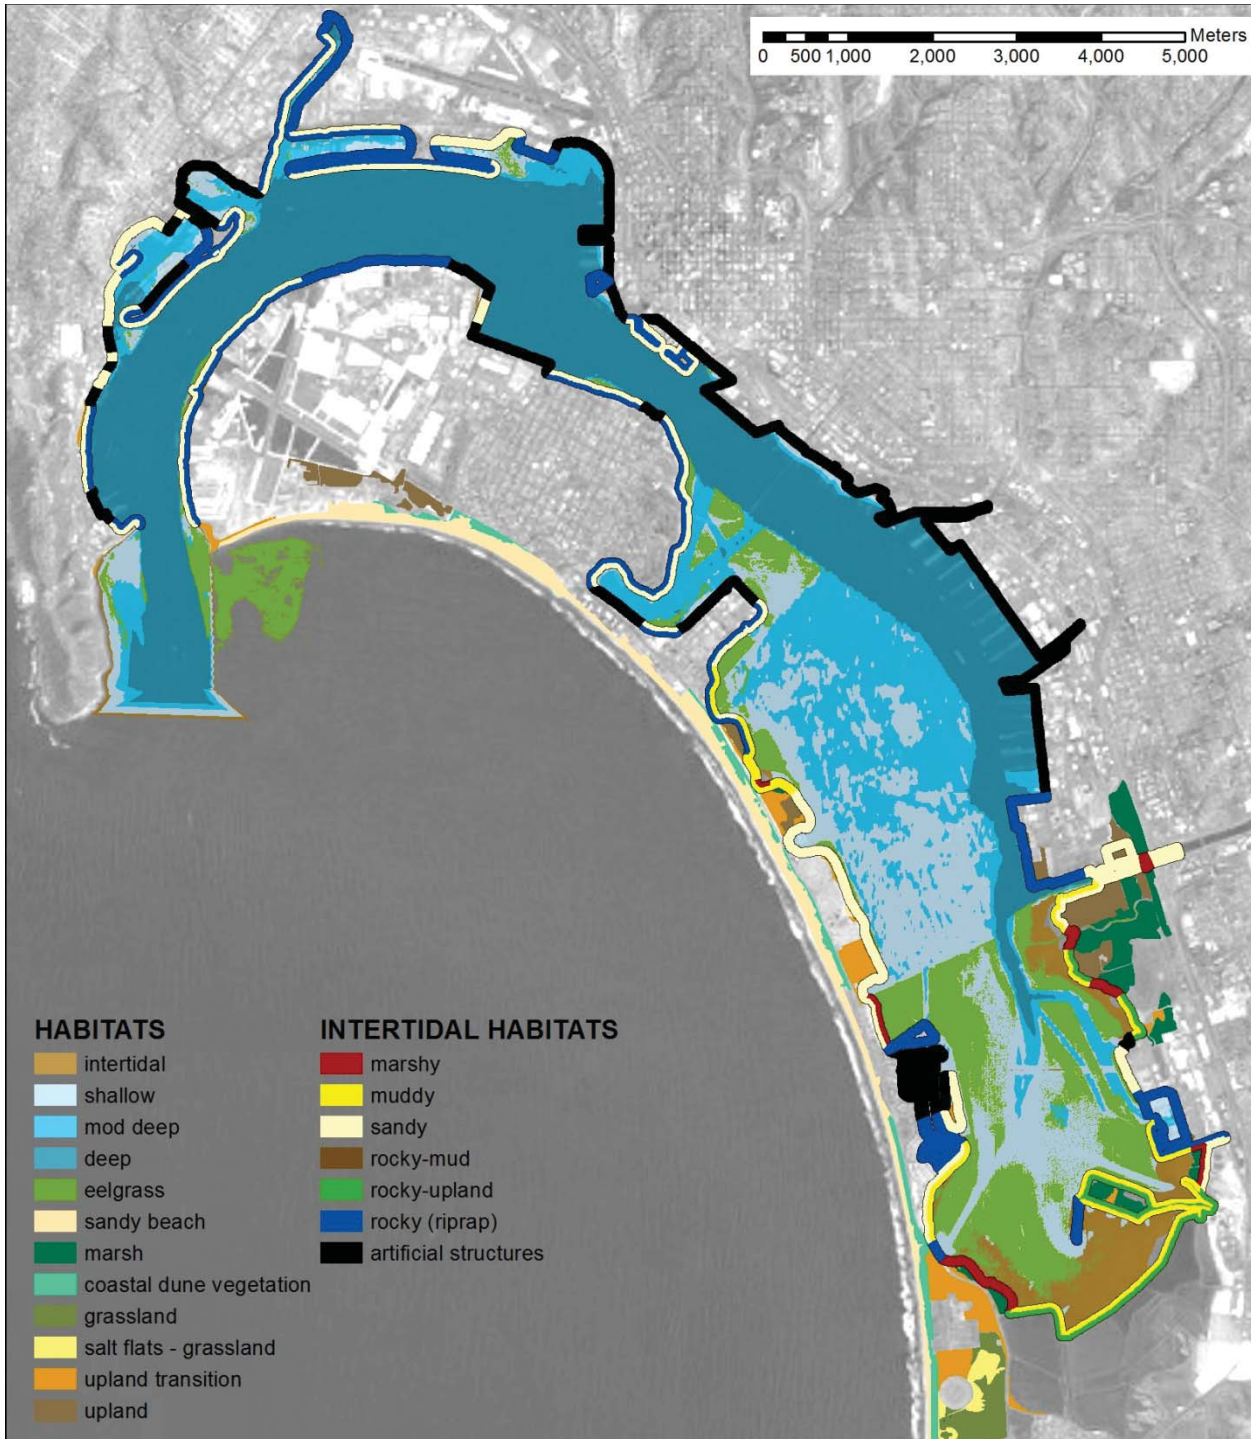 Meters
0 500 1,000 2,000 3,000 4,000 5,000
HABITATS
intertidal
shallow
mod deep
deep
eelgrass
sandy beach
marsh
coastal dune vegetation
grassland
salt flats - grassland
upland transition
upland
INTERTIDAL HABITATS
marshy
muddy
sandy
rocky-mud
rocky-upland
rocky (riprap)
artificial structures